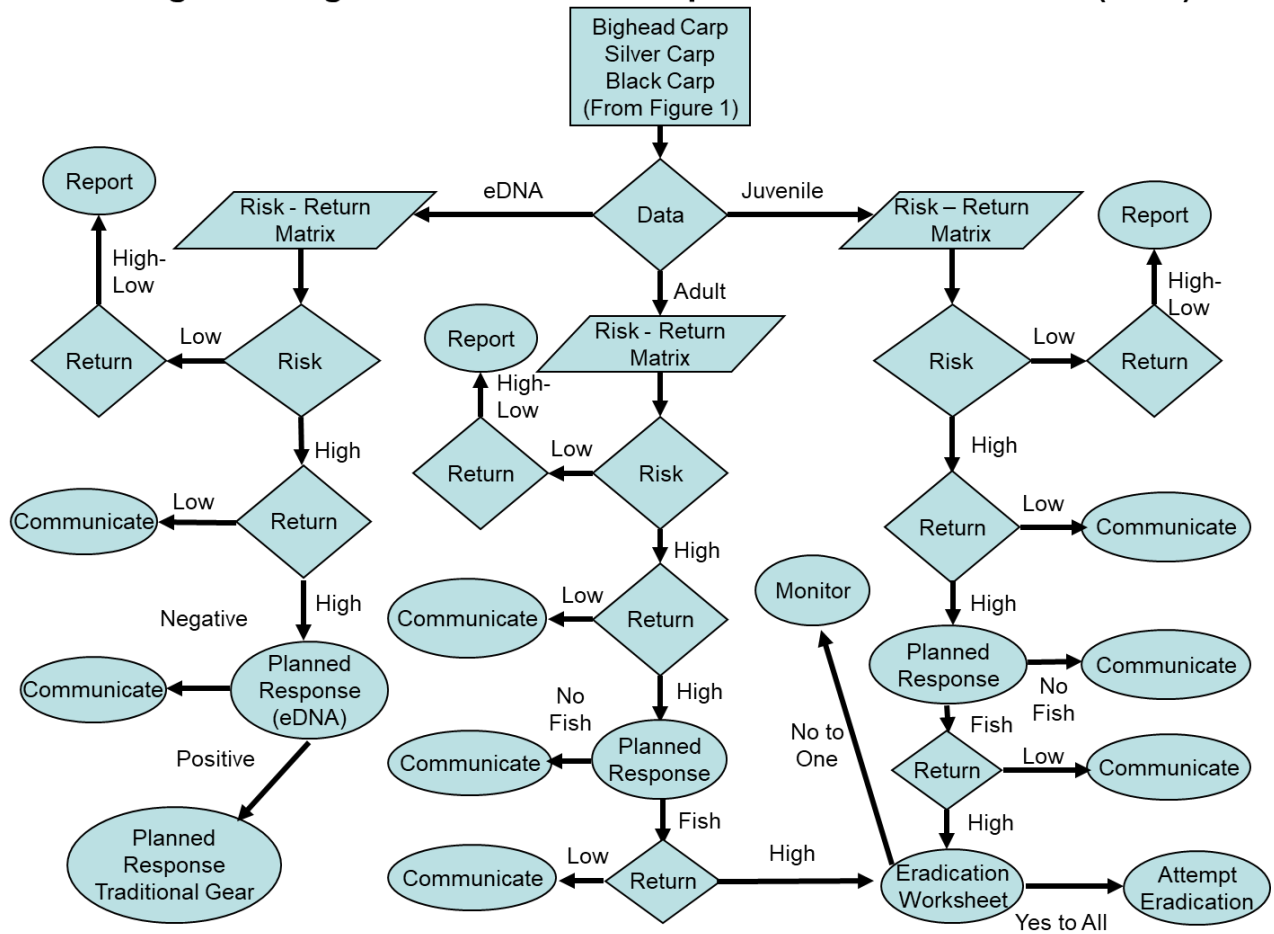 Bighead Carp
Silver Carp
Black Carp
(From Figure 1)
Report
eDNA
Juvenile
Risk - Return
Matrix
Data
Risk – Return
Matrix
Report
High-
Low
Adult
High-
Low
Report
Risk - Return
Matrix
Return
Low
Risk
Risk
Low
Return
High-
Low
High
Return
Low
Risk
High
Low
Communicate
Return
Return
Low
Communicate
High
Monitor
High
Negative
High
Communicate
Low
Return
Planned
Response
(eDNA)
Communicate
Planned
Response
Communicate
No
Fish
High
No
Fish
Fish
Positive
Communicate
Planned
Response
No to
One
Return
Low
Communicate
Fish
High
Planned
Response
Traditional Gear
Communicate
Low
Return
High
Eradication
Worksheet
Attempt
Eradication
Yes to All